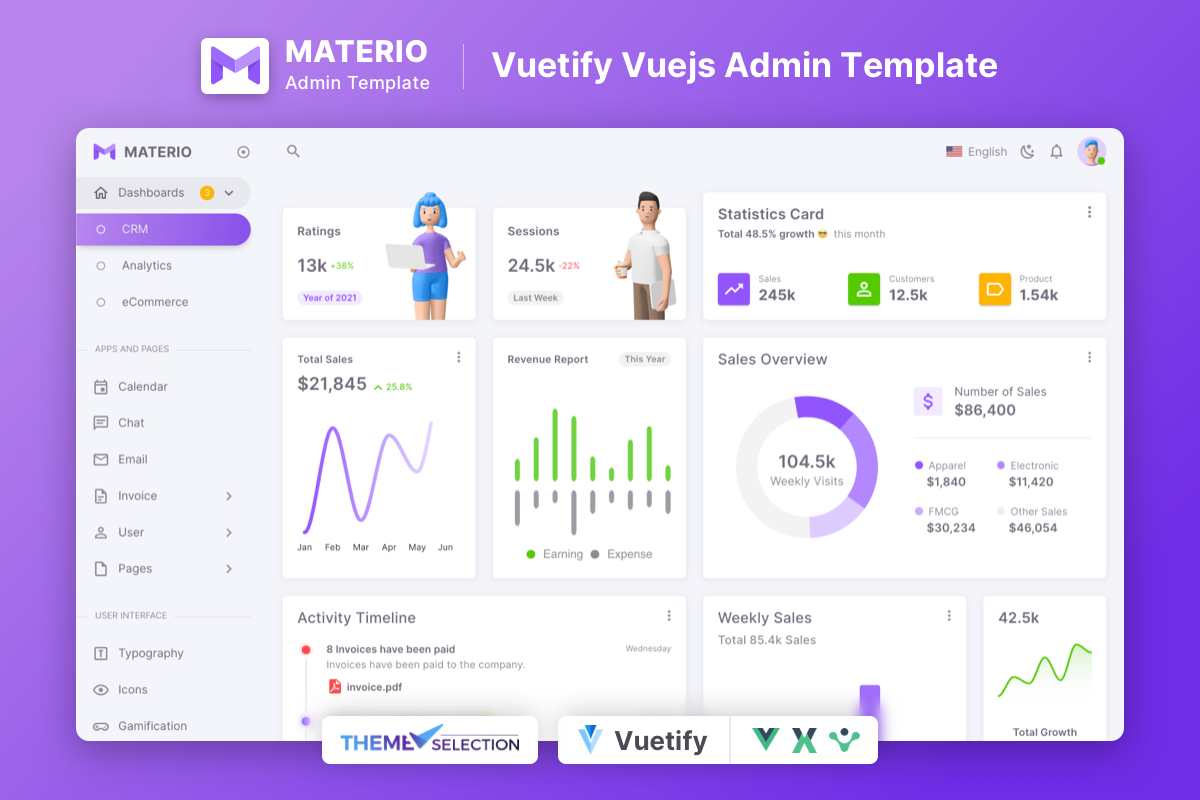 MATERIO
Admin Template
Vuetify Vuejs Admin Template
MATERIO
English
Dashboards 3
CRM
Analytics
eCommerce
APPS AND PAGES
Calendar
Chat
Email
Invoice
User
Pages
USER INTERFACE
Typography
Icons
Gamification
Ratings
13k +38%
Year of 2021
Sessions
24.5k -22%
Last Week
Statistics Card
Total 48.5% growth 😎 this month
Sales
245k
Customers
12.5k
Product
1.54k
Total Sales
$21,845 25.8%
Jan Feb Mar Apr May Jun
Revenue Report This Year
Earning Expense
Sales Overview
104.5k
Weekly Visits
$
Number of Sales
$86,400
Apparel
$1,840
Electronic
$11,420
FMCG
$30,234
Other Sales
$46,054
Activity Timeline
8 Invoices have been paid Wednesday
Invoices have been paid to the company.
invoice.pdf
Weekly Sales
Total 85.4k Sales
42.5k
Total Growth
THEMESELECTION
Vuetify